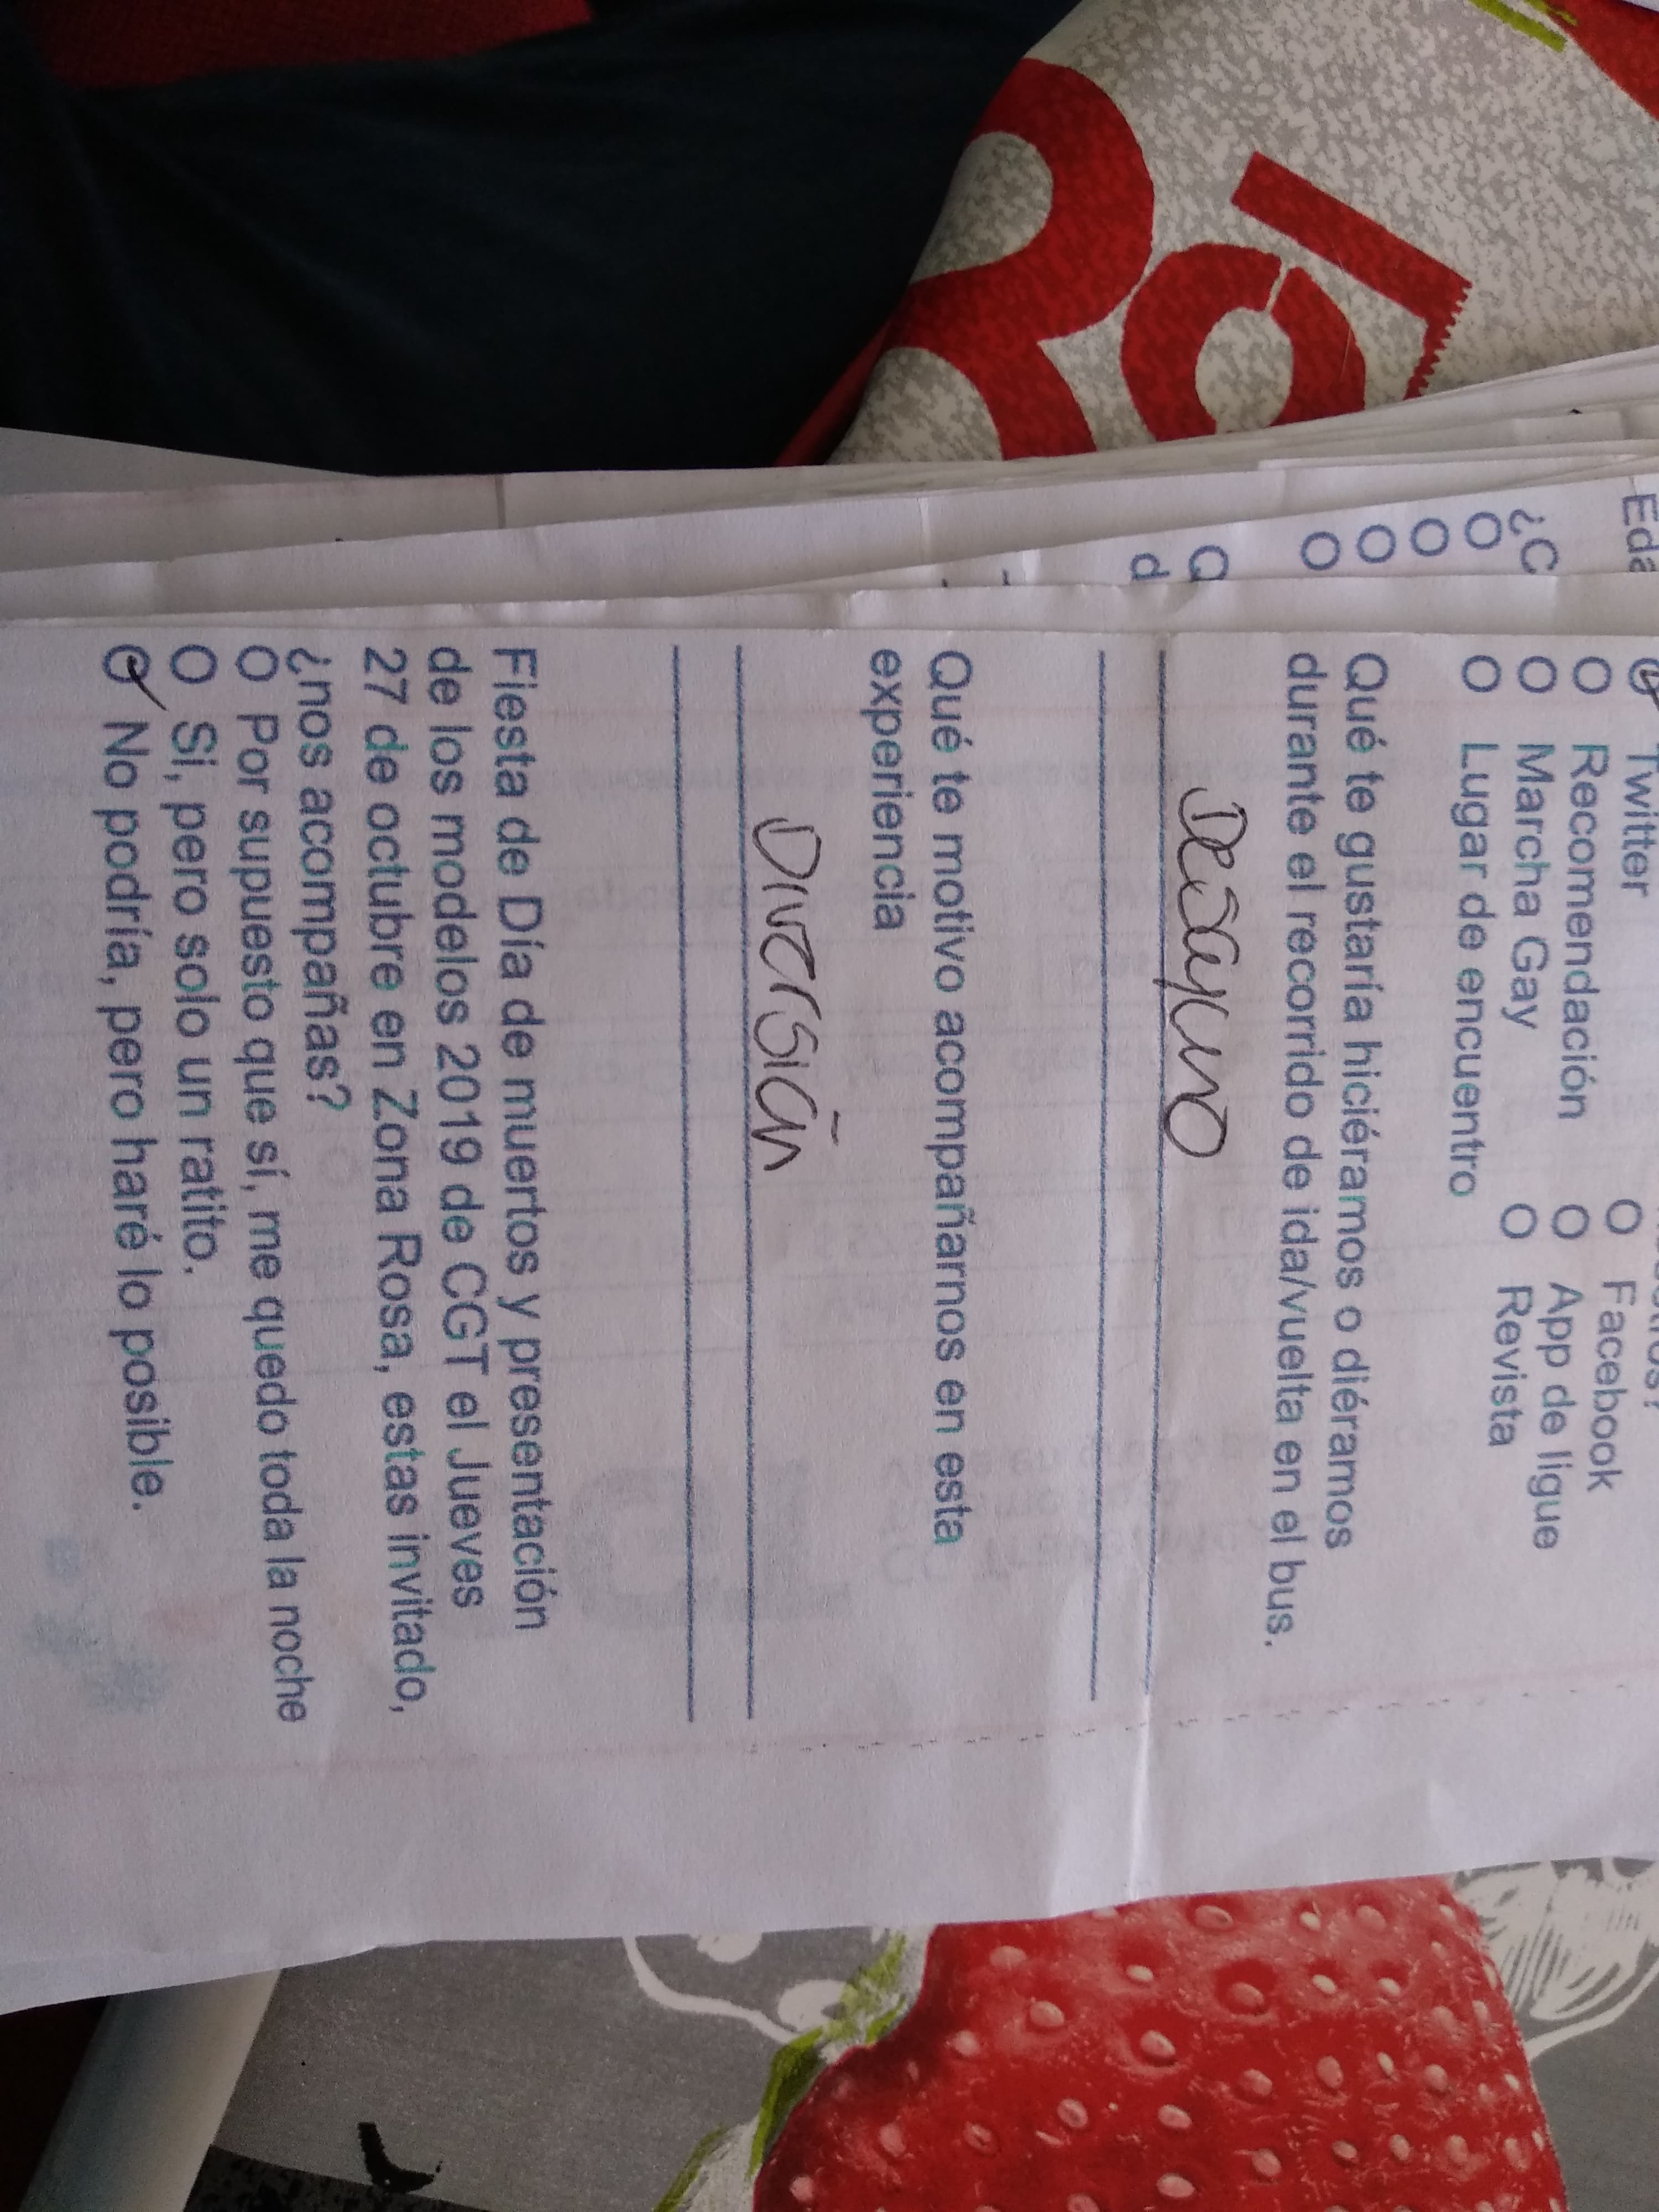 Twitter
O Recomendación
O Marcha Gay
O Lugar de encuentro
O Facebook
O App de ligue
O Revista
Qué te gustaría hiciéramos o diéramos
durante el recorrido de ida/vuelta en el bus.
Desayuno
Qué te motivo acompañarnos en esta
experiencia
Diversión
Fiesta de Día de muertos y presentación
de los modelos 2019 de CGT el Jueves
27 de octubre en Zona Rosa, estas invitado,
¿nos acompañas?
O Por supuesto que sí, me quedo toda la noche
O Si, pero solo un ratito.
O No podría, pero haré lo posible.
Eda
¿C
O
O
O
O
Q
d